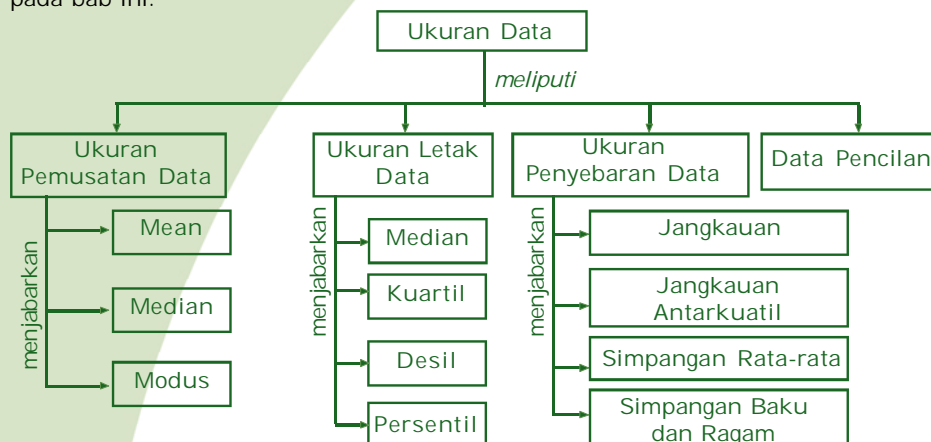 pada bab ini.
Ukuran Data
meliputi
Ukuran
Pemusatan Data
menjabarkan
Mean
Median
Modus
Ukuran Letak
Data
menjabarkan
Median
Kuartil
Desil
Persentil
Ukuran
Penyebaran Data
menjabarkan
Jangkauan
Jangkauan
Antarkuatil
Simpangan Rata-rata
Simpangan Baku
dan Ragam
Data Pencilan